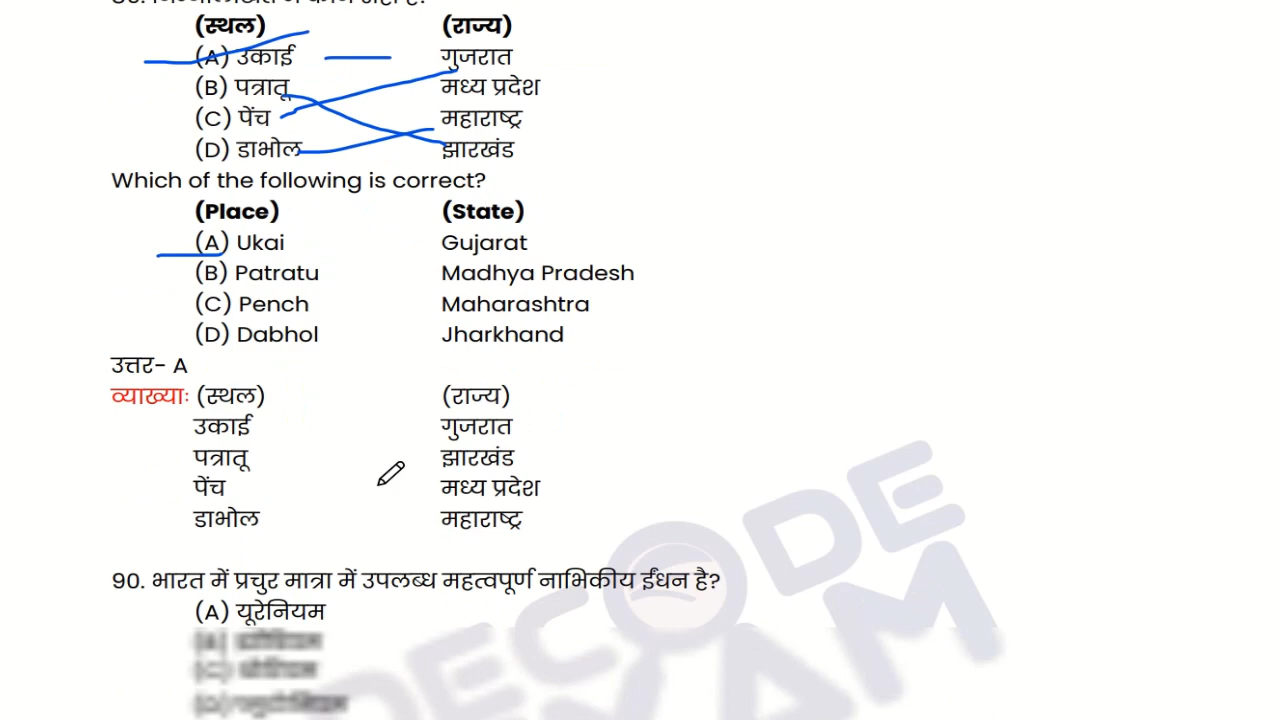 (स्थल) (राज्य)
(A) उकाई गुजरात
(B) पत्रातू मध्य प्रदेश
(C) पेंच महाराष्ट्र
(D) डाभोल झारखंड
Which of the following is correct?
(Place) (State)
(A) Ukai Gujarat
(B) Patratu Madhya Pradesh
(C) Pench Maharashtra
(D) Dabhol Jharkhand
उत्तर- A
व्याख्याः (स्थल) (राज्य)
उकाई गुजरात
पत्रातू झारखंड
पेंच मध्य प्रदेश
डाभोल महाराष्ट्र
90. भारत में प्रचुर मात्रा में उपलब्ध महत्वपूर्ण नाभिकीय ईंधन है?
(A) यूरेनियम
DECODE